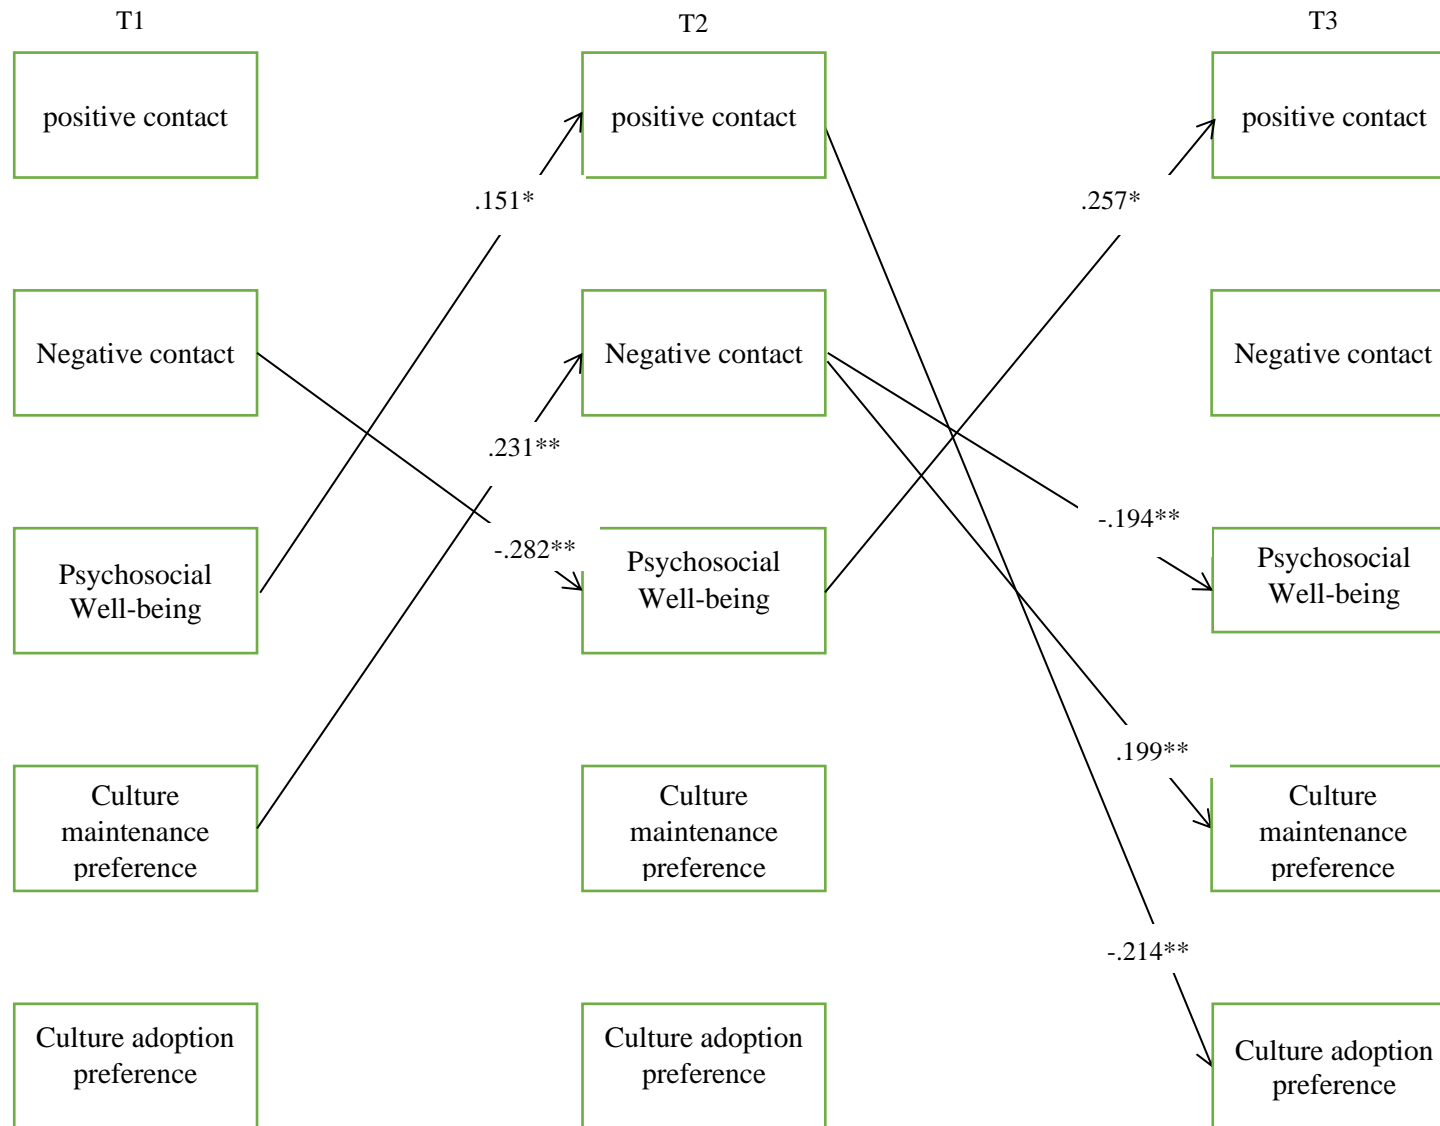 T1
T2
T3
positive contact
positive contact
positive contact
.151*
.257*
Negative contact
Negative contact
Negative contact
.231**
-.282**
-.194**
Psychosocial
Well-being
Psychosocial
Well-being
Psychosocial
Well-being
.199**
Culture
maintenance
preference
Culture
maintenance
preference
Culture
maintenance
preference
-.214**
Culture adoption
preference
Culture adoption
preference
Culture adoption
preference